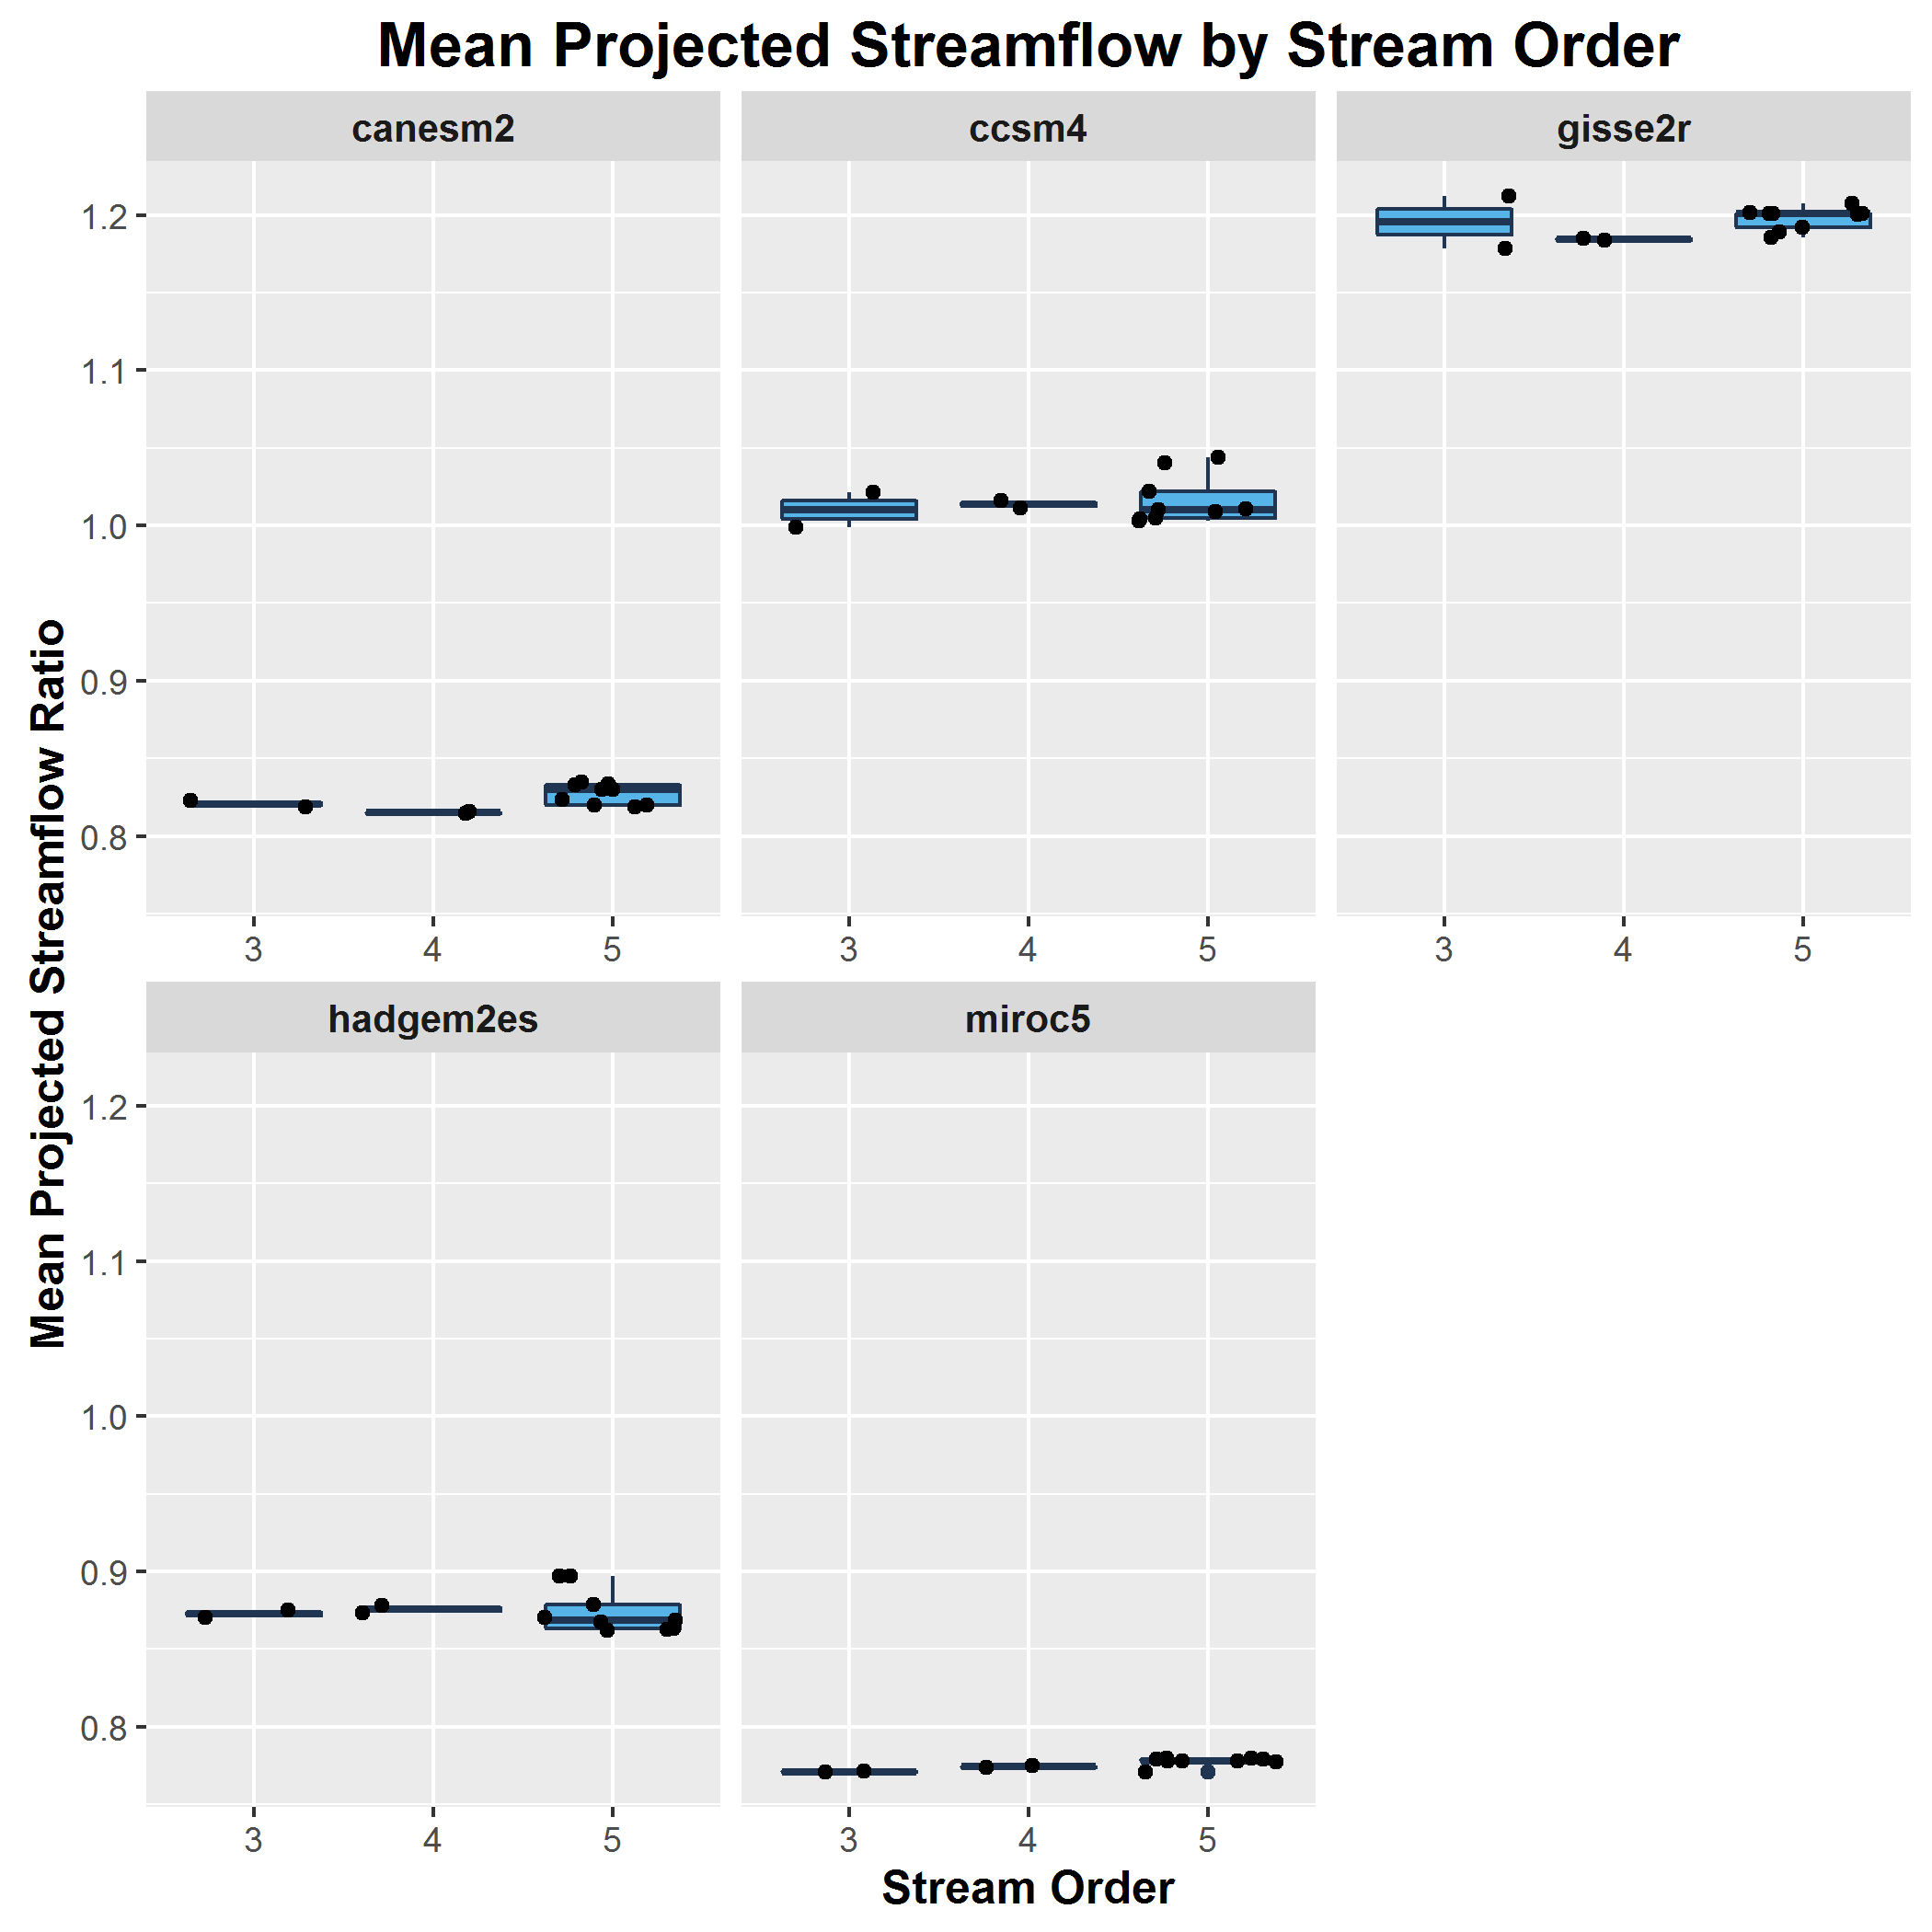 Mean Projected Streamflow by Stream Order
canesm2
ccsm4
gisse2r
1.2
1.1
1.0
0.9
0.8
3 4 5
3 4 5
3 4 5
Mean Projected Streamflow Ratio
hadgem2es
miroc5
1.2
1.1
1.0
0.9
0.8
3 4 5
3 4 5
Stream Order